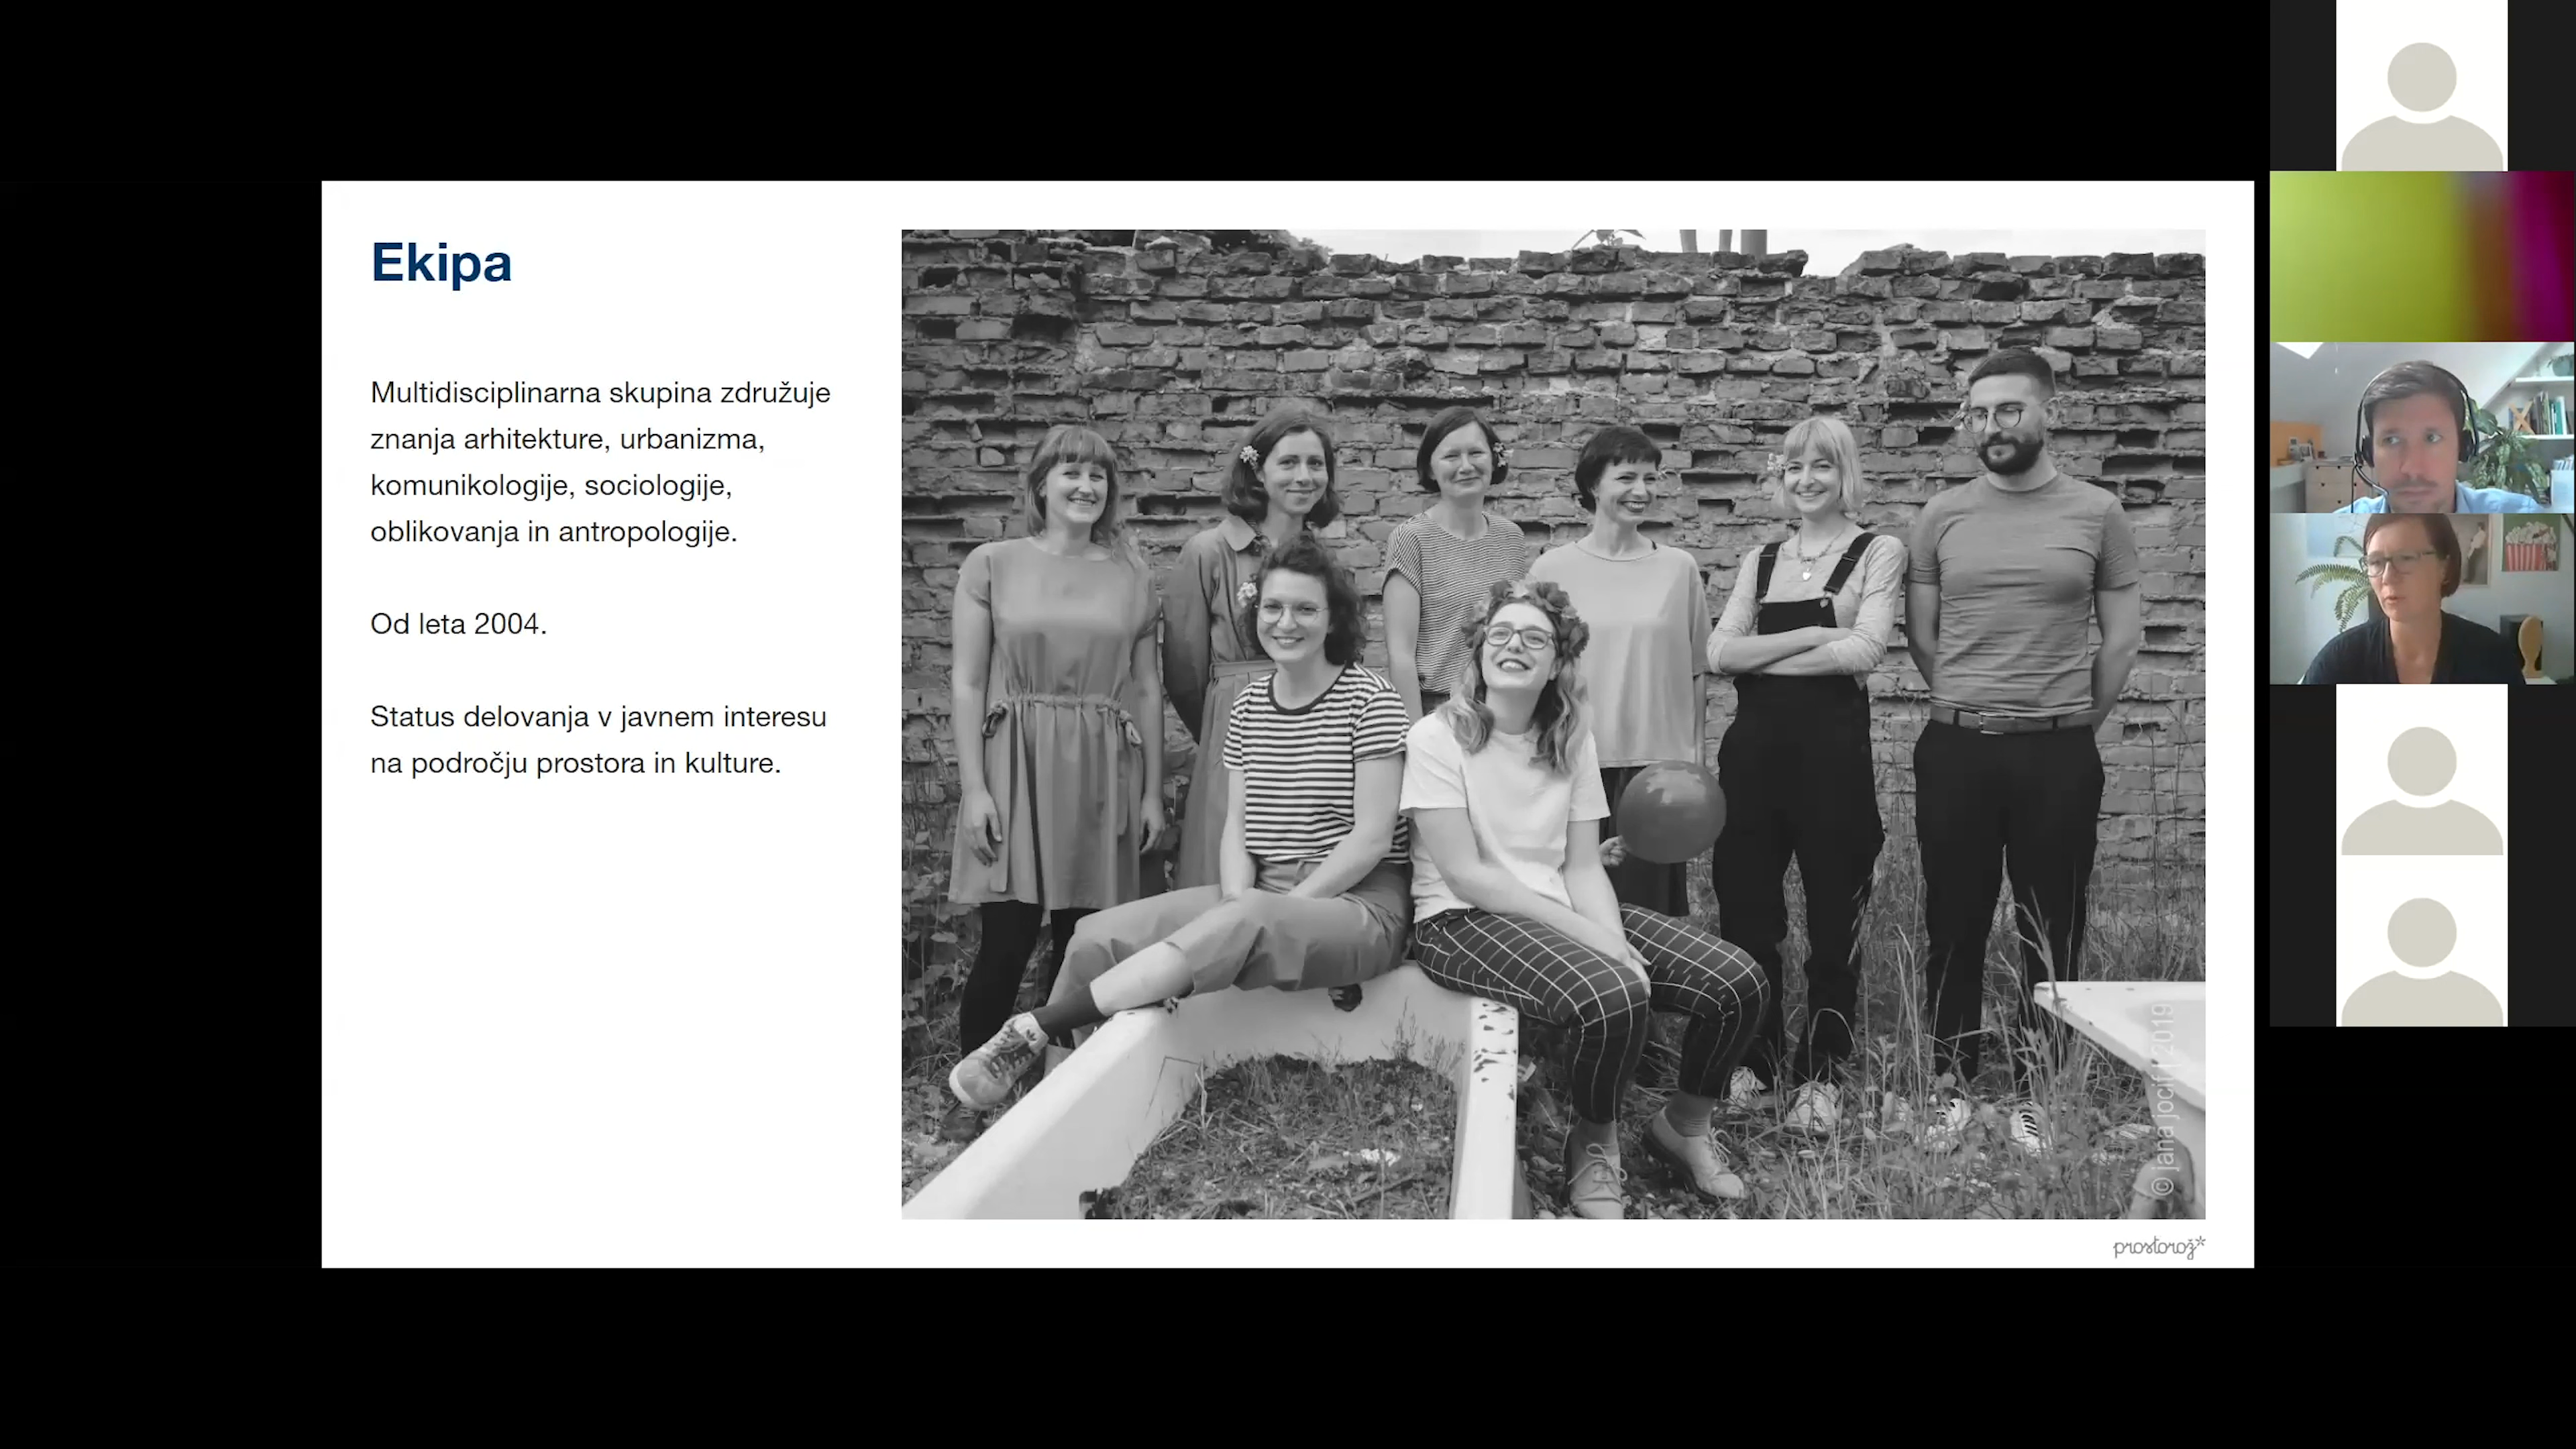 Ekipa
Multidisciplinarna skupina združuje
znanja arhitekture, urbanizma,
komunikologije, sociologije,
oblikovanja in antropologije.
Od leta 2004.
Status delovanja v javnem interesu
na področju prostora in kulture.
© jana jocif | 2019
prostorož*